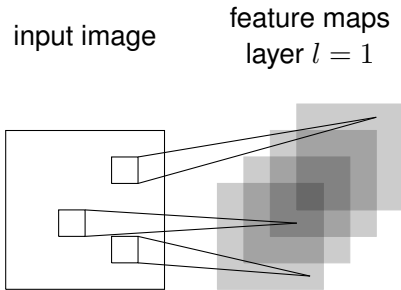 input image
feature maps
layer l = 1